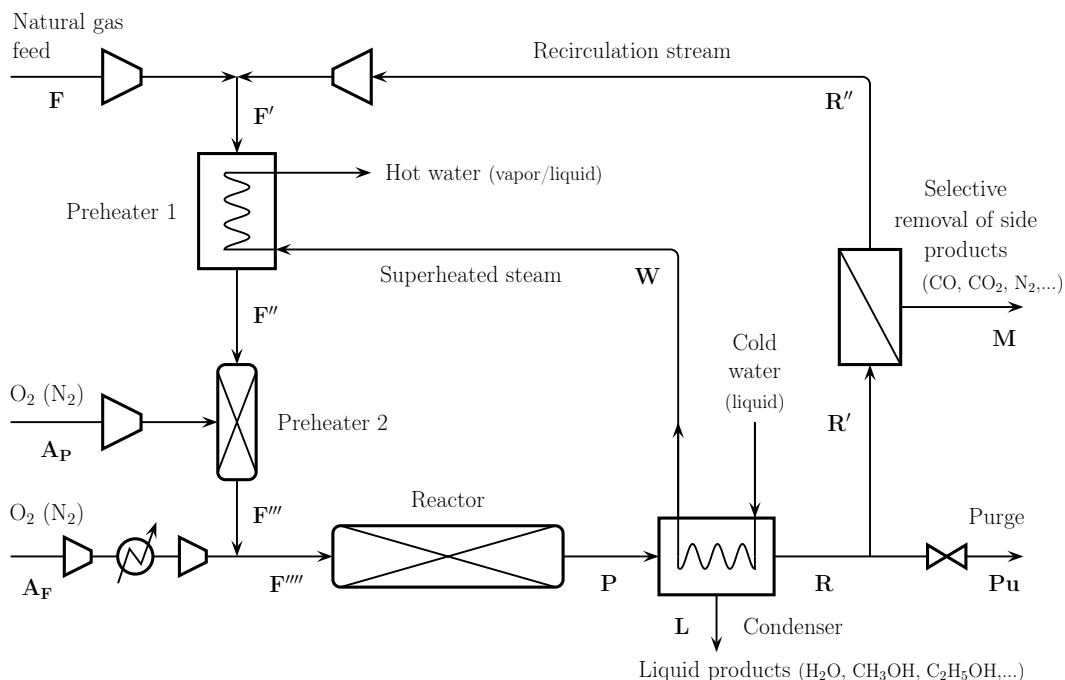 Natural gas
feed
F
Recirculation stream
R″
F′
Hot water (vapor/liquid)
Preheater 1
Superheated steam
W
Selective
removal of side
products
(CO, CO₂, N₂,...)
M
F″
Cold
water
(liquid)
O₂ (N₂)
A_P
Preheater 2
R′
O₂ (N₂)
A_F
F‴
Reactor
F⁗
P
R
Purge
Pu
L
Condenser
Liquid products (H₂O, CH₃OH, C₂H₅OH,...)